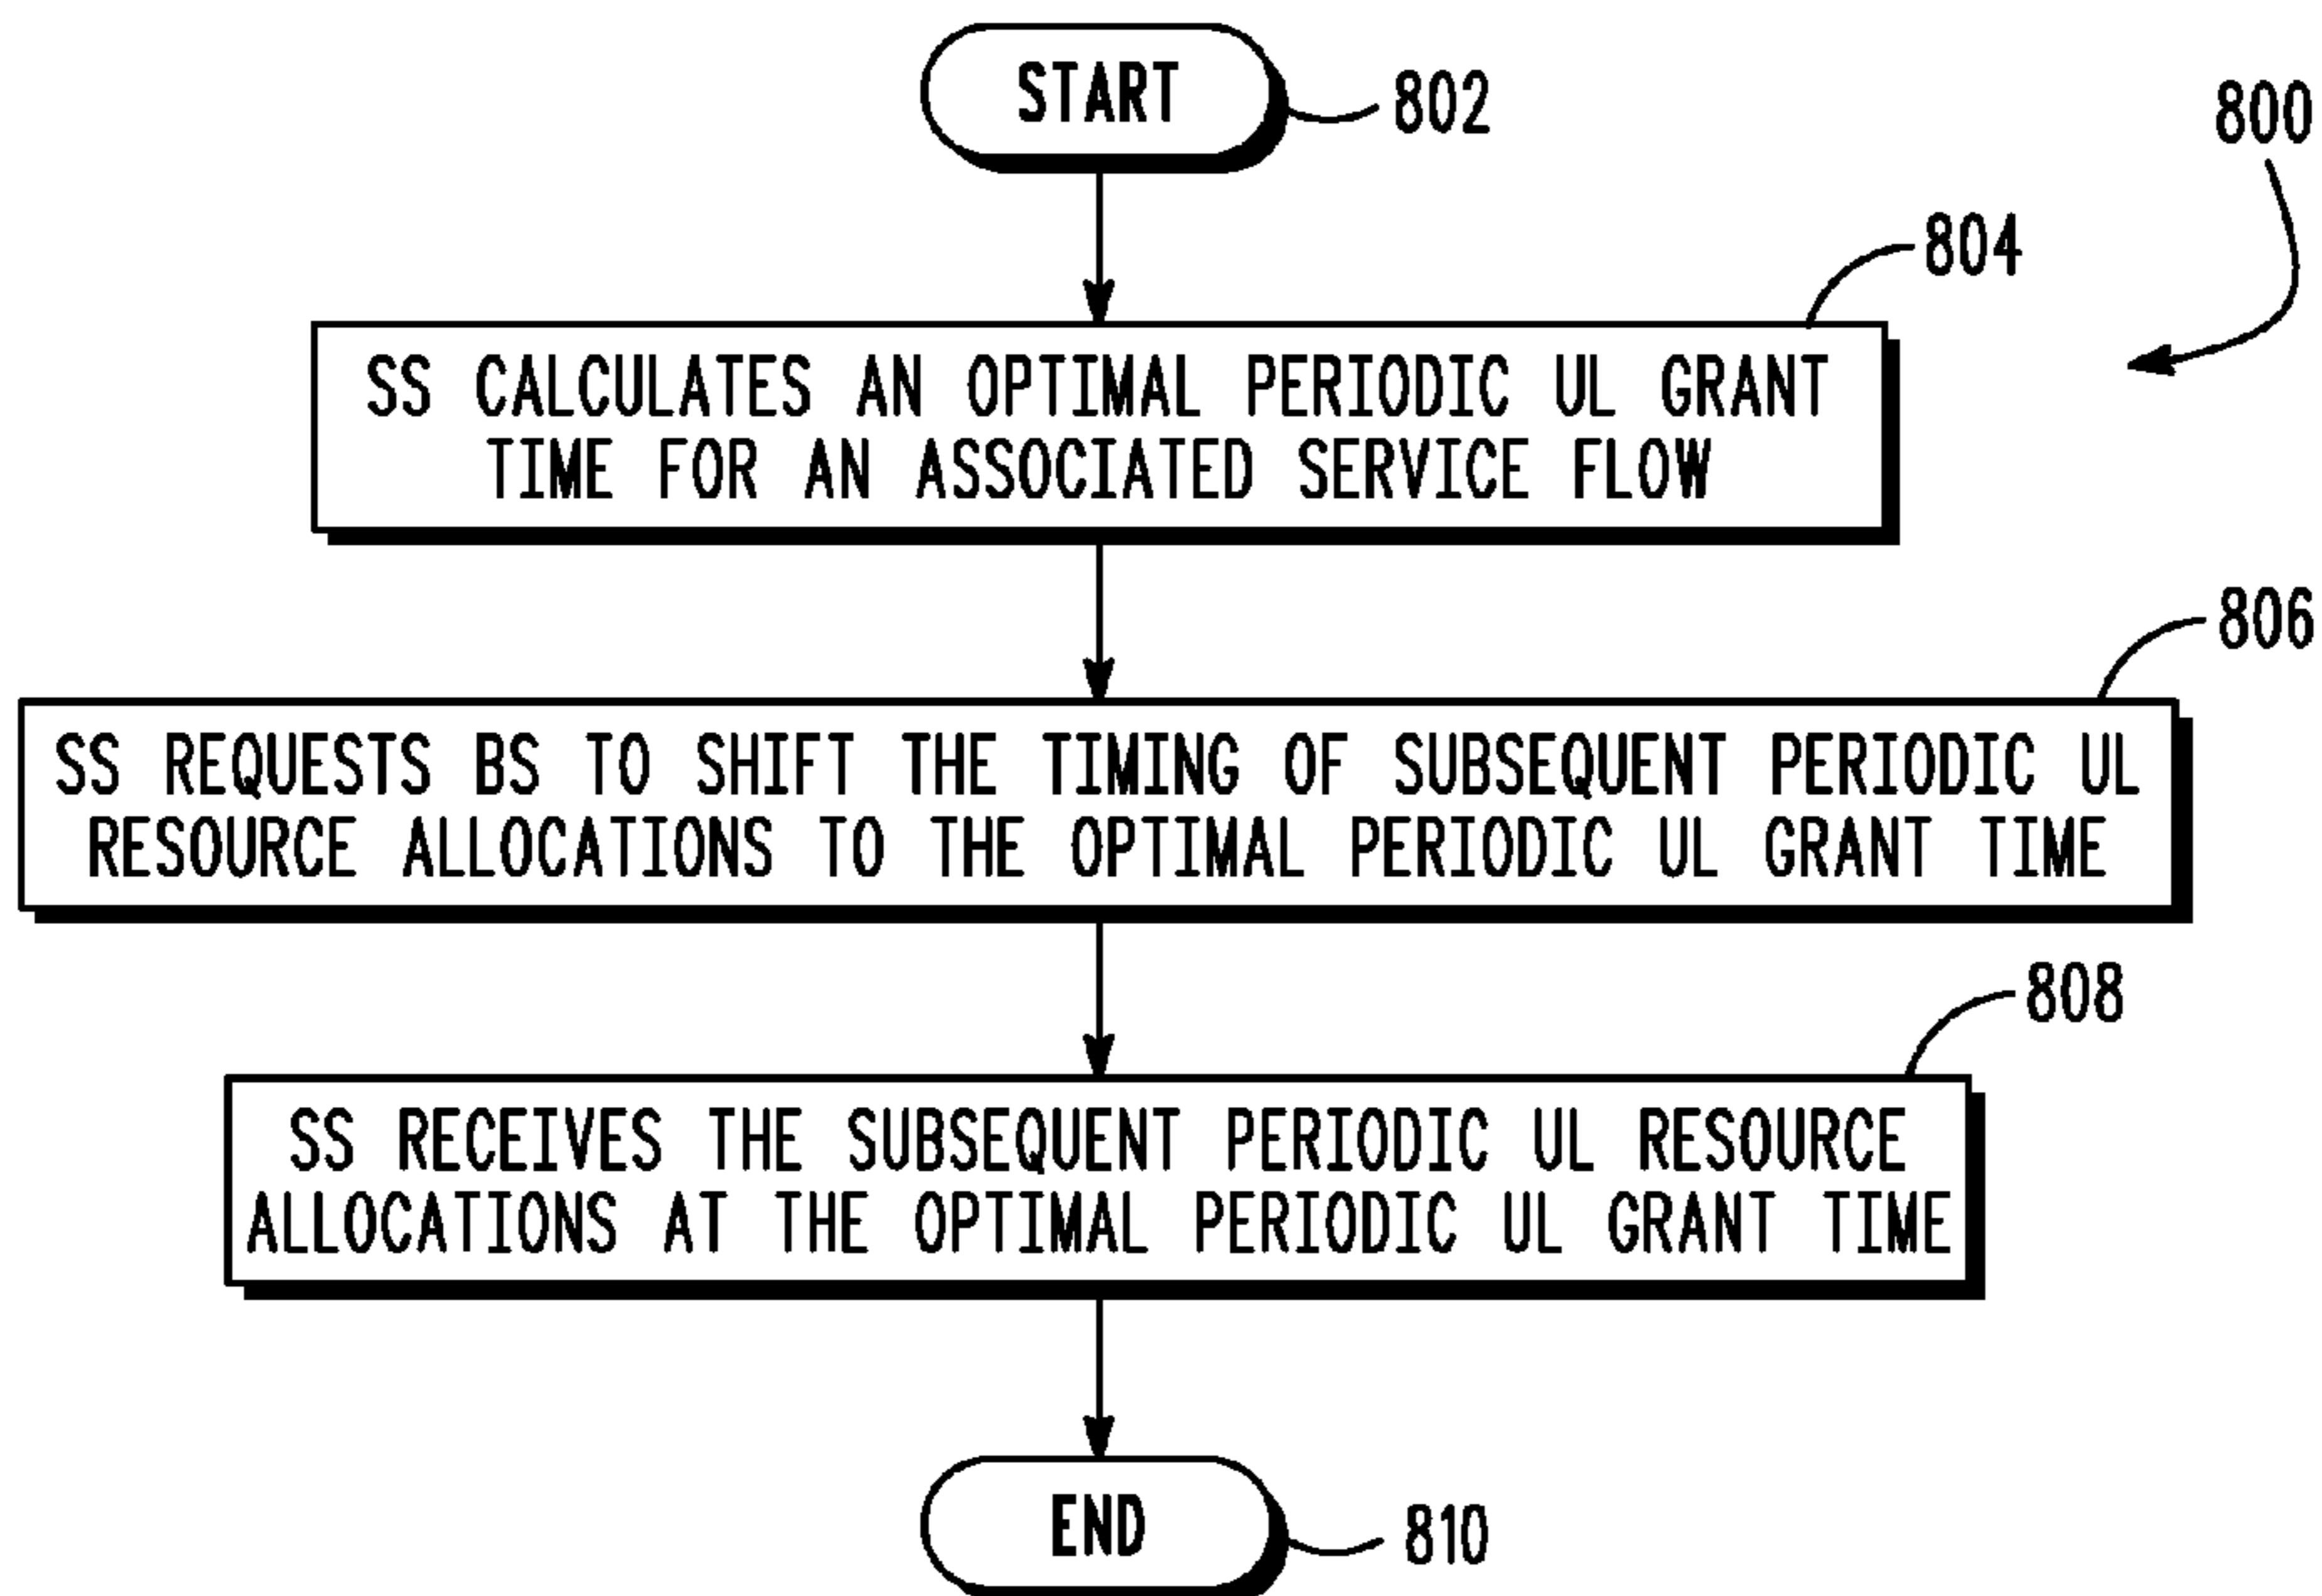 START
802
800
804
SS CALCULATES AN OPTIMAL PERIODIC UL GRANT
TIME FOR AN ASSOCIATED SERVICE FLOW
806
SS REQUESTS BS TO SHIFT THE TIMING OF SUBSEQUENT PERIODIC UL
RESOURCE ALLOCATIONS TO THE OPTIMAL PERIODIC UL GRANT TIME
808
SS RECEIVES THE SUBSEQUENT PERIODIC UL RESOURCE
ALLOCATIONS AT THE OPTIMAL PERIODIC UL GRANT TIME
END
810